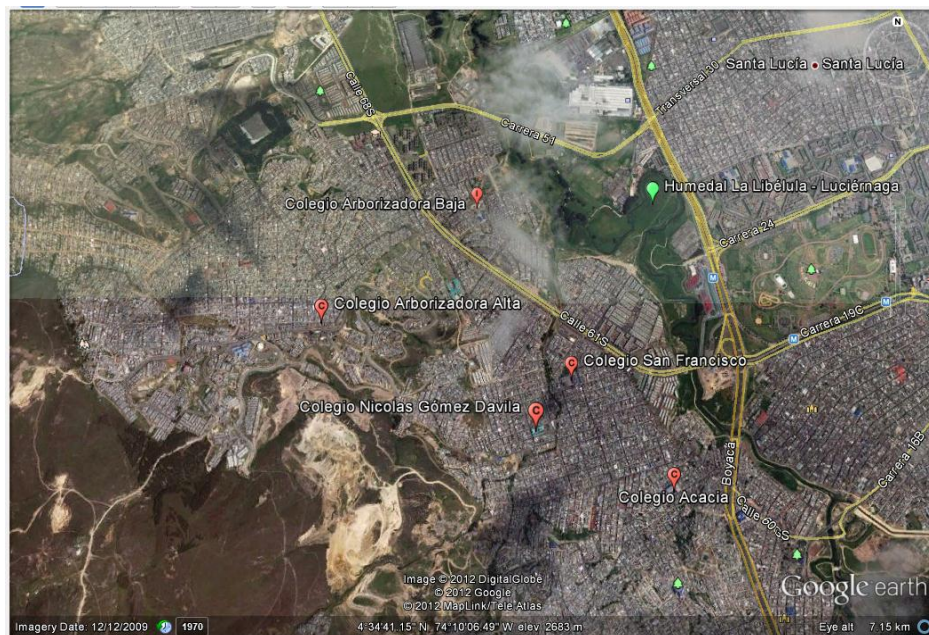 N
Santa Lucía Santa Lucía
Calle 68S
Transversal 30
Carrera 51
Humedal La Libélula - Luciérnaga
Colegio Arborizadora Baja
I
Carrera 24
M
C
Colegio Arborizadora Alta
Carrera 19C
M
M
Calle 61S
C
Colegio San Francisco
Colegio Nicolas Gómez Davila
C
Boyaca
Carrera 16B
C
Colegio Acacia
Image © 2012 DigitalGlobe
© 2012 Google
© 2012 MapLink/Tele Atlas
Google earth
Imagery Date: 12/12/2009
1970
4°34'41.15" N 74°10'06.49" W elev 2683 m
Eye alt 7.15 km